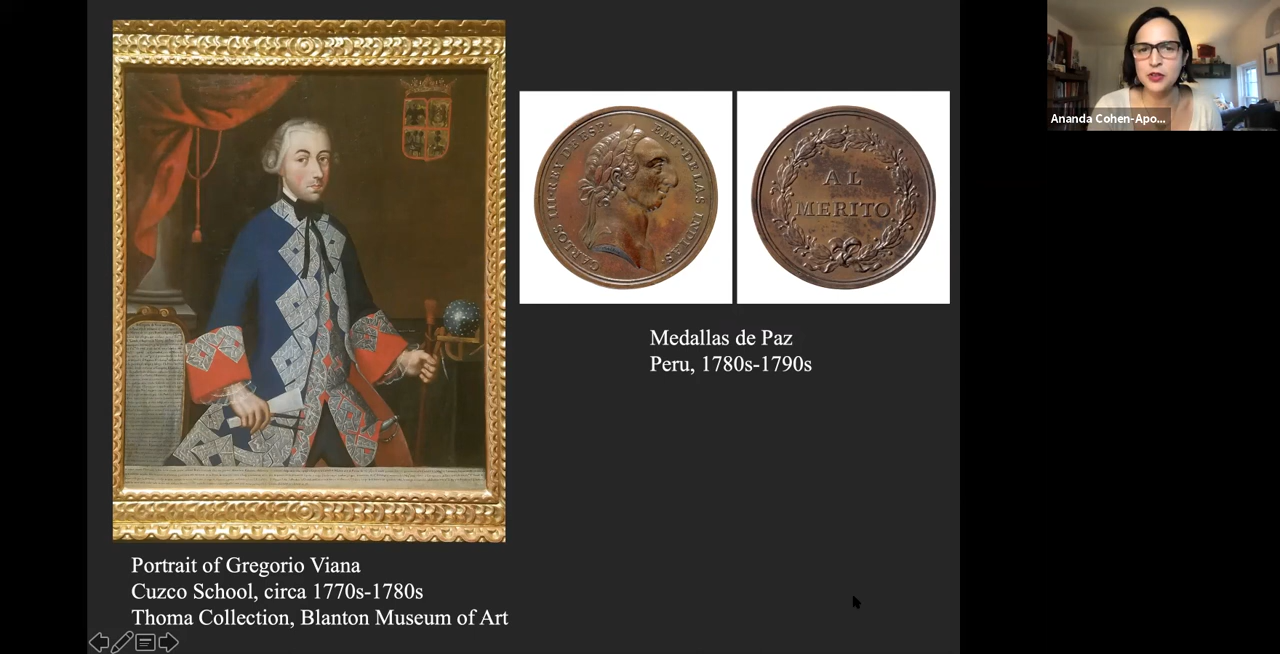 CARLOS III·REY DE ESP·EMP·DE LAS INDIAS·
AL
MERITO
Medallas de Paz
Peru, 1780s-1790s
Portrait of Gregorio Viana
Cuzco School, circa 1770s-1780s
Thoma Collection, Blanton Museum of Art
Ananda Cohen-Apo...